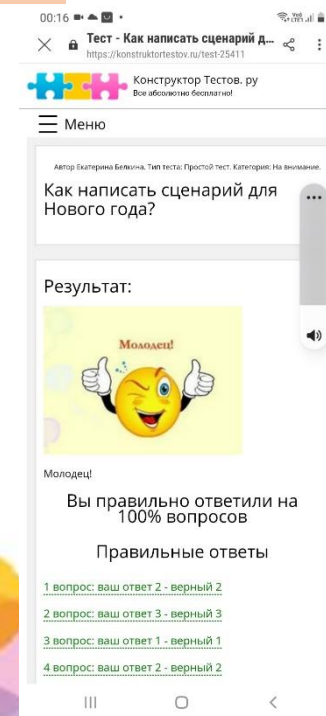 00:16
Тест - Как написать сценарий д...
https://konstruktortestov.ru/test-25411
Конструктор Тестов. ру
Все абсолютно бесплатно!
Меню
Автор Екатерина Белкина. Тип теста: Простой тест. Категория: На внимание.
Как написать сценарий для
Нового года?
Результат:
Молодец!
Молодец!
Вы правильно ответили на
100% вопросов
Правильные ответы
1 вопрос: ваш ответ 2 - верный 2
2 вопрос: ваш ответ 3 - верный 3
3 вопрос: ваш ответ 1 - верный 1
4 вопрос: ваш ответ 2 - верный 2